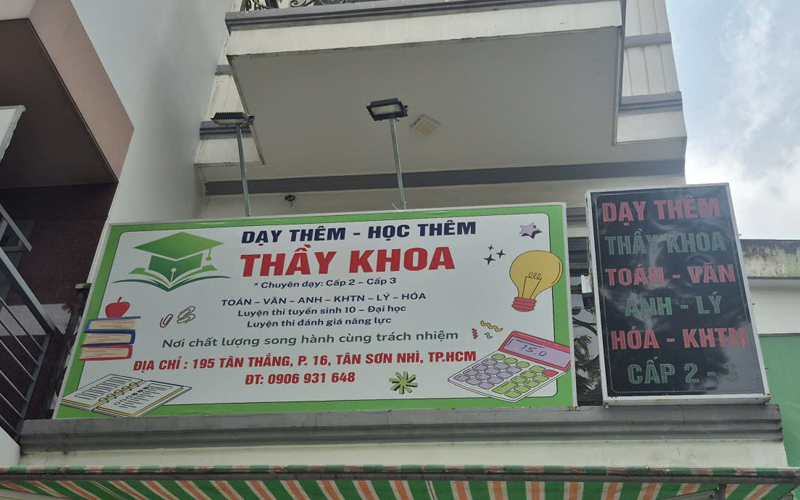 DẠY THÊM - HỌC THÊM
THẦY KHOA
* Chuyên dạy: Cấp 2 - Cấp 3
TOÁN - VĂN - ANH - KHTN - LÝ - HÓA
Luyện thi tuyển sinh 10 - Đại học
Luyện thi đánh giá năng lực
Nơi chất lượng song hành cùng trách nhiệm
ĐỊA CHỈ : 195 TÂN THẮNG, P. 16, TÂN SƠN NHÌ, TP.HCM
ĐT: 0906 931 648
15.0
DẠY THÊM
THẦY KHOA
TOÁN - VĂN
ANH - LÝ
HÓA - KHTN
CẤP 2 - 3